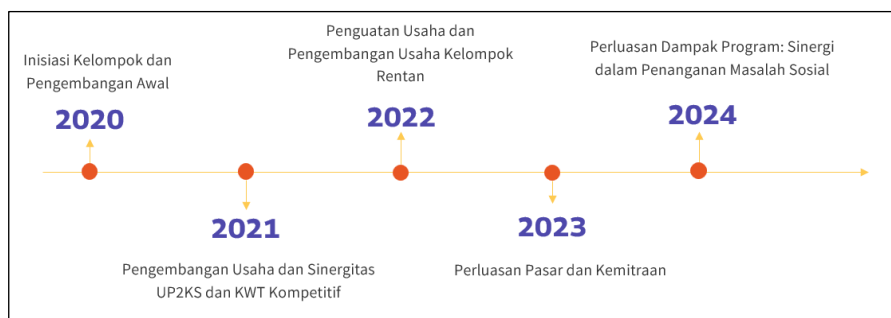 Inisiasi Kelompok dan
Pengembangan Awal
2020
Pengembangan Usaha dan Sinergitas
UP2KS dan KWT Kompetitif
2021
Penguatan Usaha dan
Pengembangan Usaha Kelompok
Rentan
2022
2023
Perluasan Pasar dan Kemitraan
Perluasan Dampak Program: Sinergi
dalam Penanganan Masalah Sosial
2024